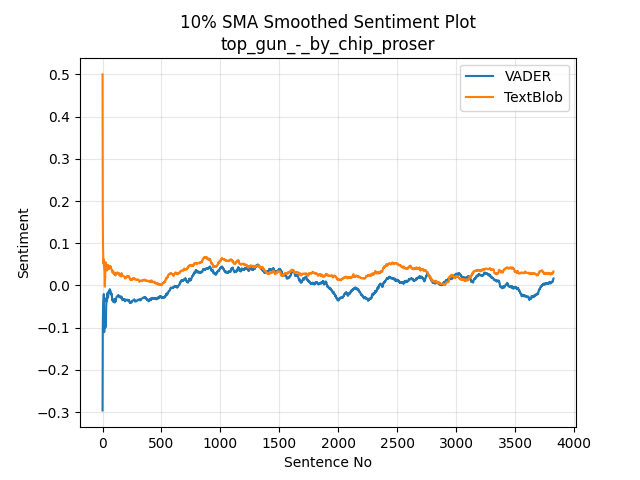 10% SMA Smoothed Sentiment Plot
top_gun_-_by_chip_proser
VADER
TextBlob
Sentiment
0.5
0.4
0.3
0.2
0.1
0.0
−0.1
−0.2
−0.3
0 500 1000 1500 2000 2500 3000 3500 4000
Sentence No